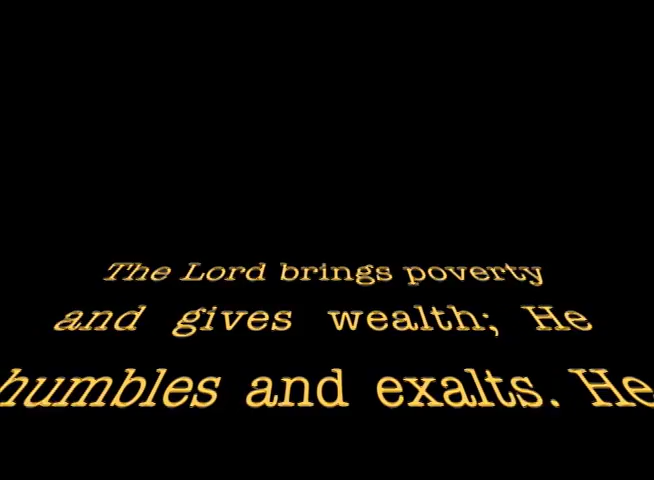 The Lord brings poverty
and gives wealth; He
humbles and exalts. He